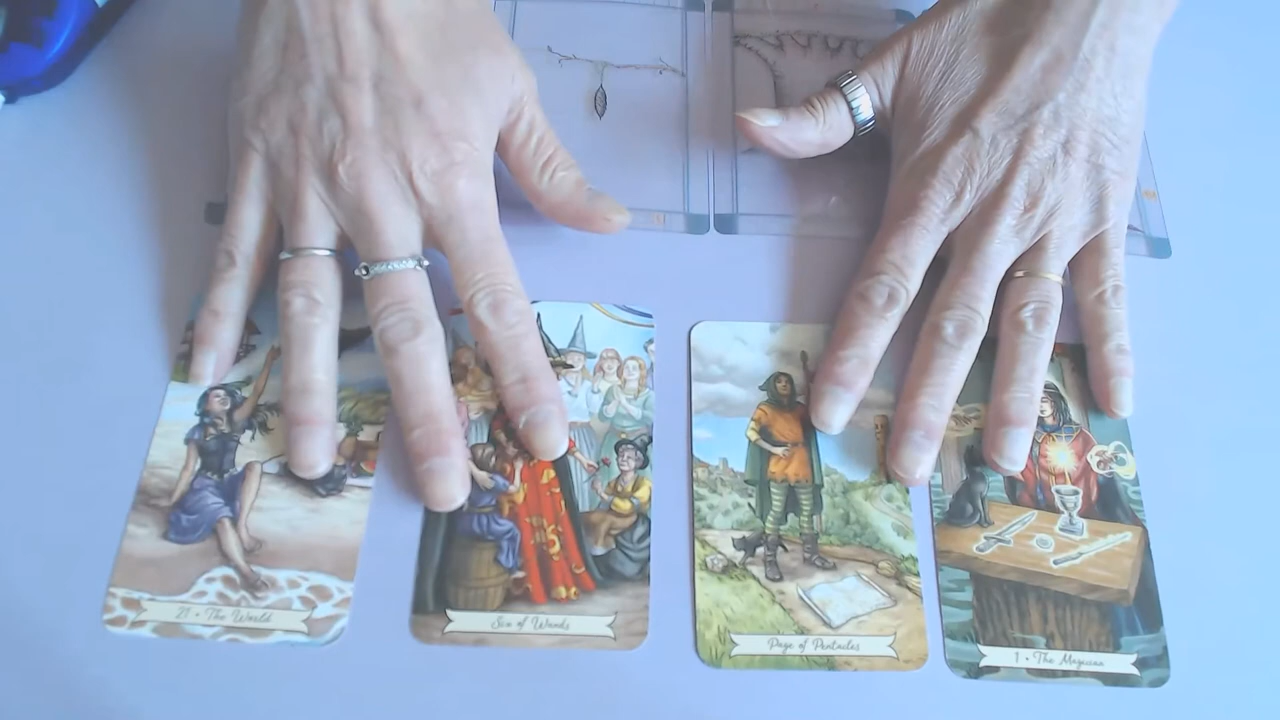 21 • The World
Six of Wands
Page of Pentacles
1 • The Magician